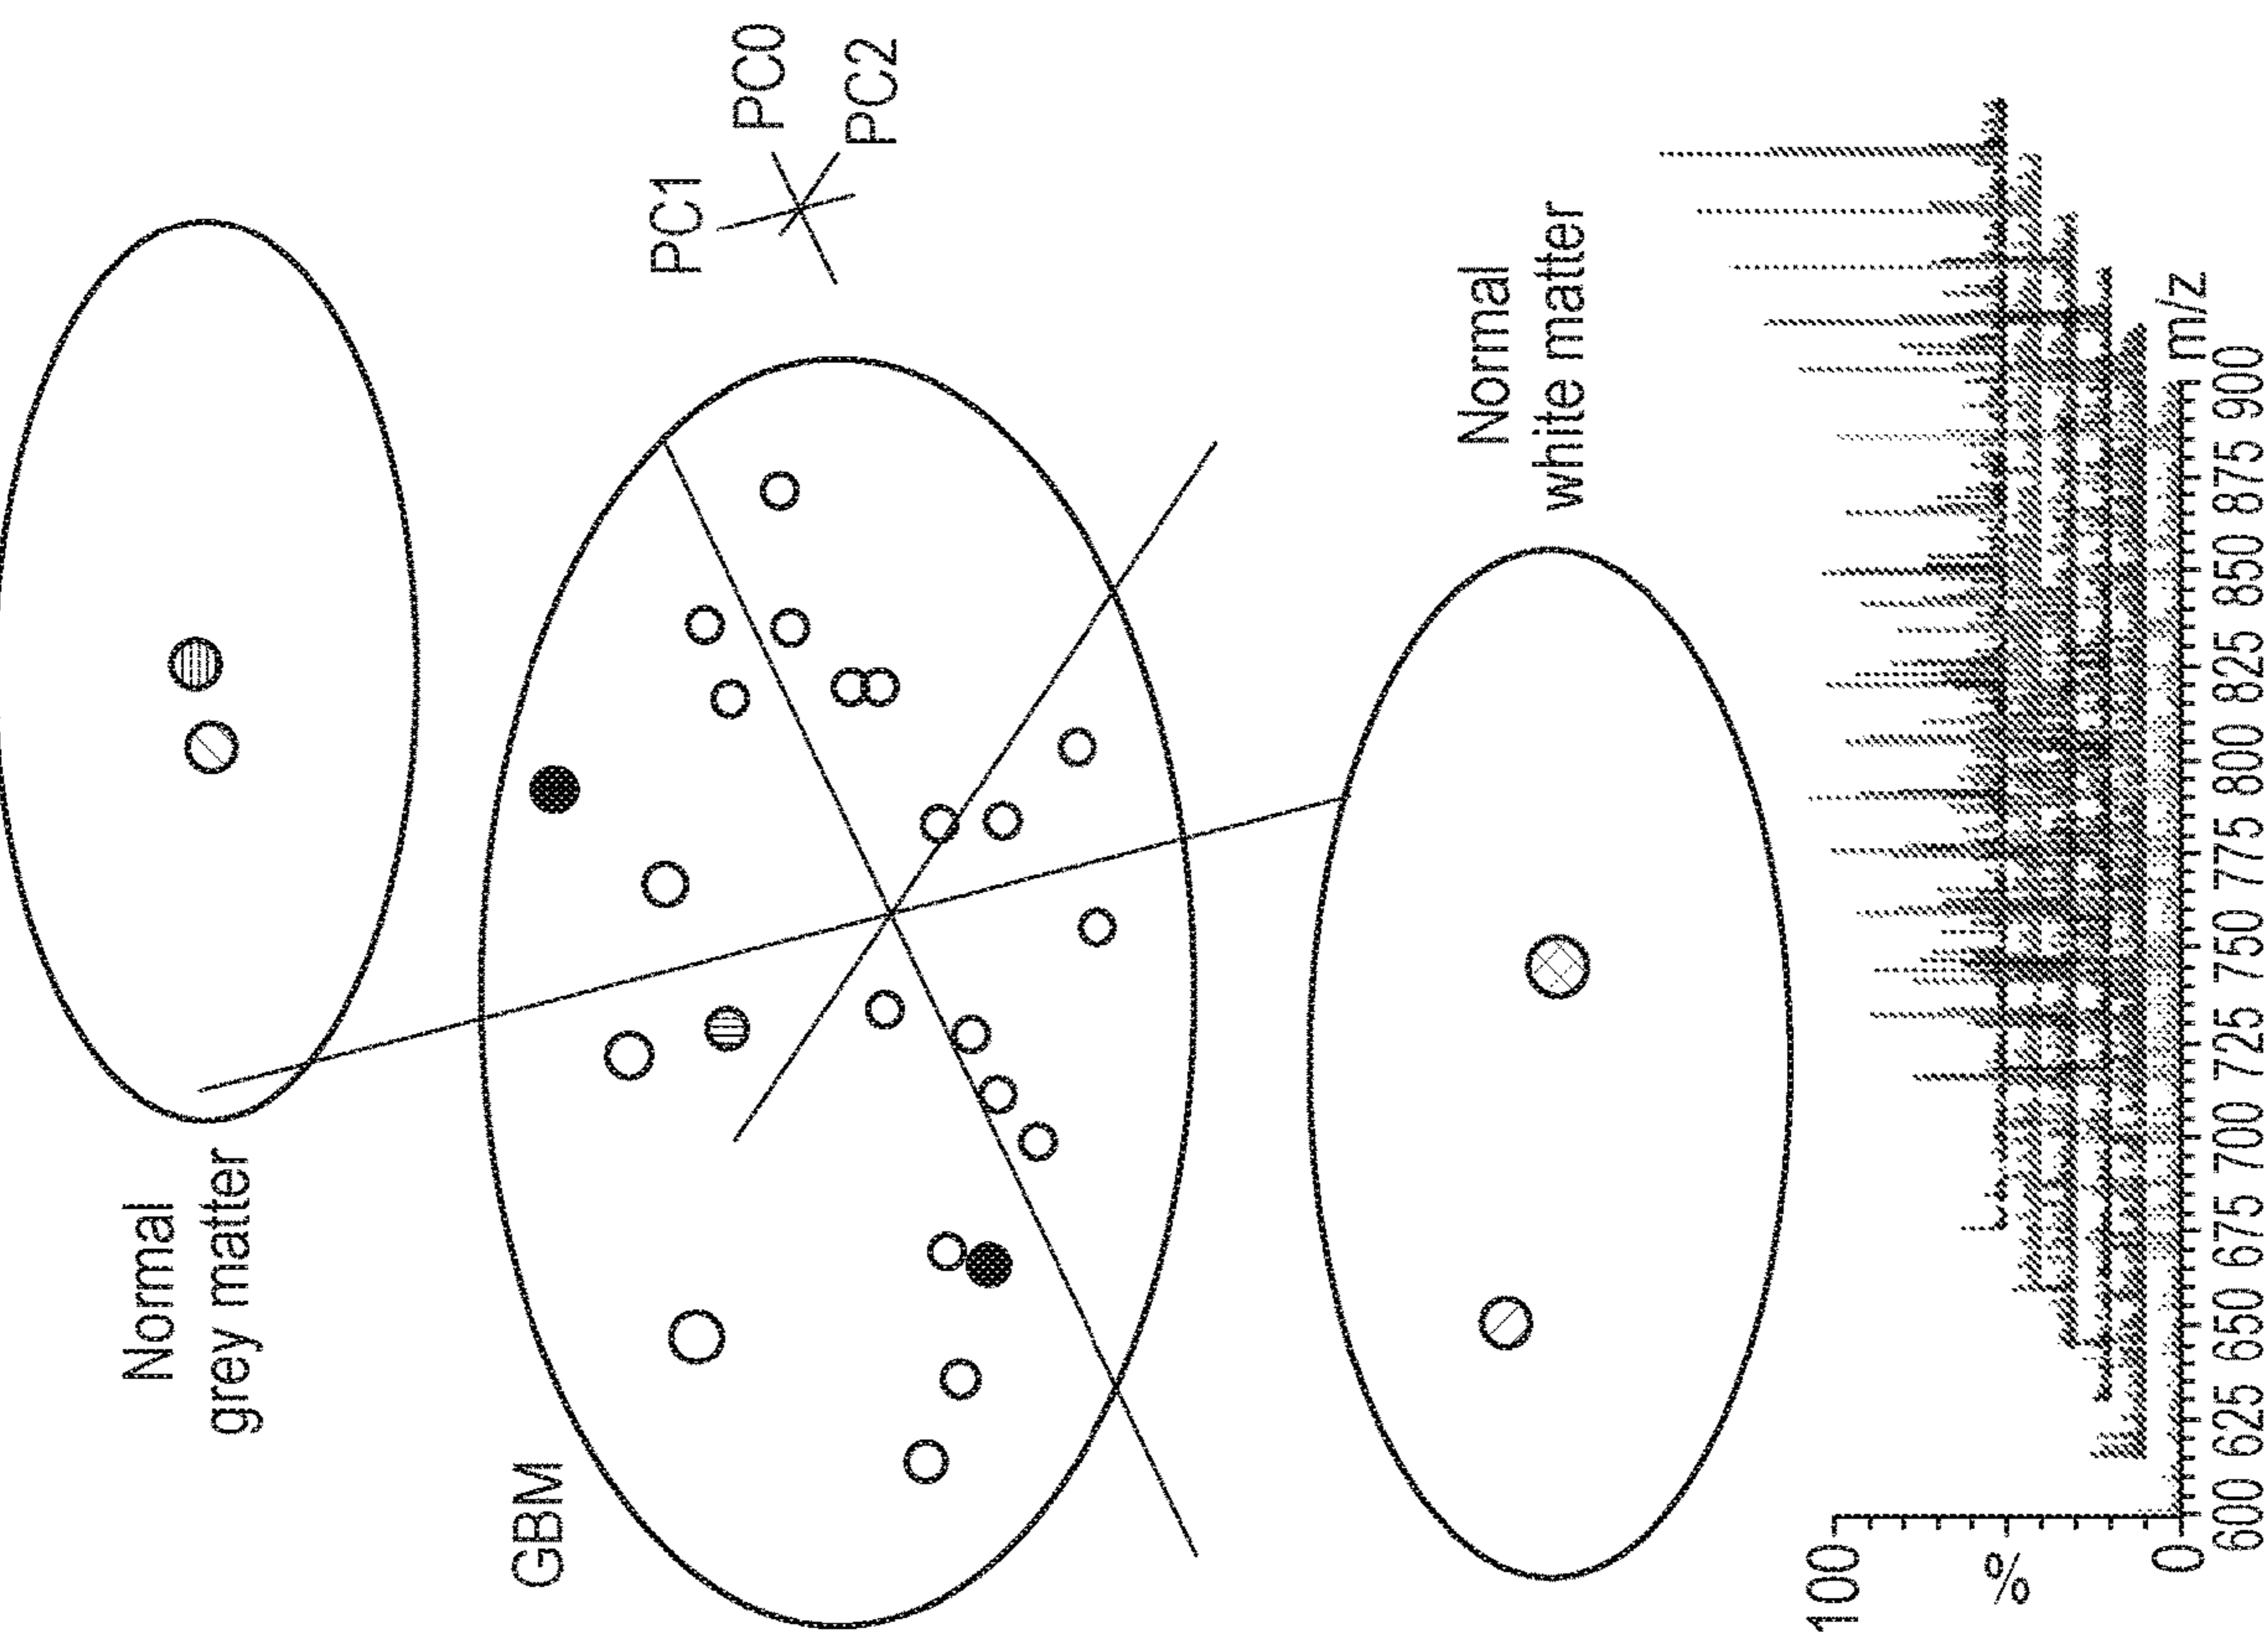 Normal
grey matter
GBM
PC1
PC0
PC2
Normal
white matter
100
%
0
600 625 650 675 700 725 750 775 800 825 850 875 900
m/z